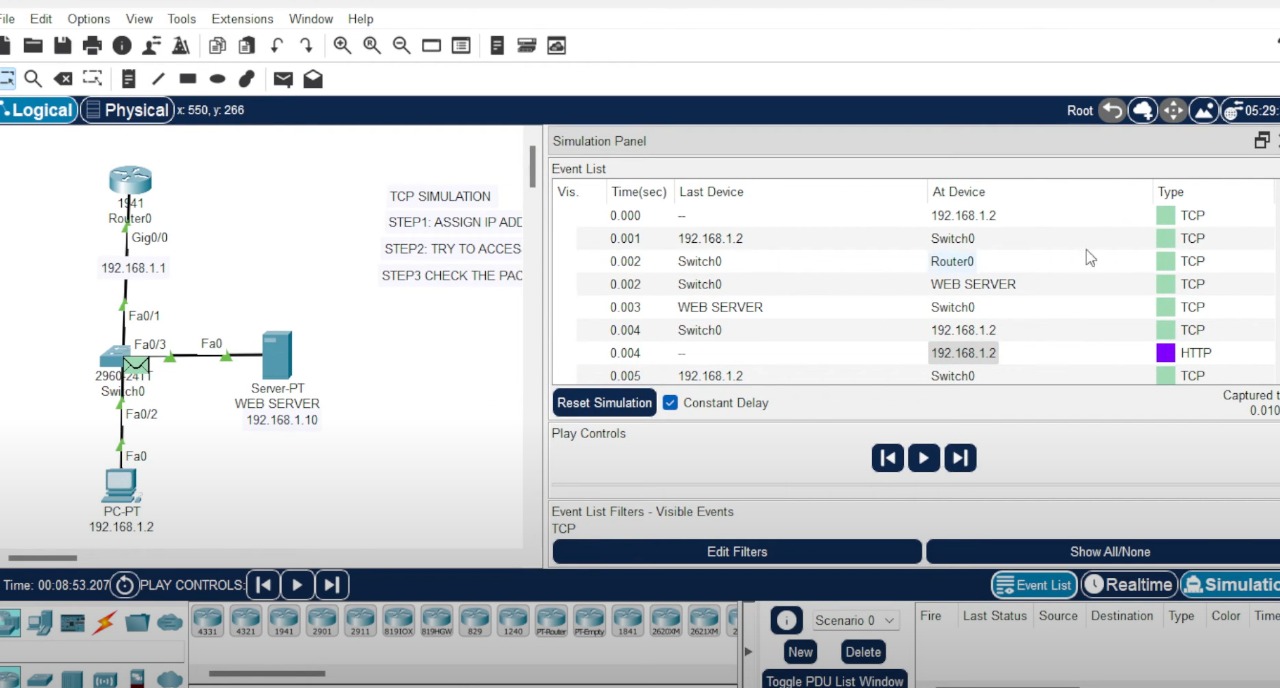 File Edit Options View Tools Extensions Window Help
Logical Physical x: 550, y: 266 Root 05:29:
1941
Router0
Gig0/0
192.168.1.1
Fa0/1
Fa0/3 Fa0
2960-24TT
Switch0
Server-PT
WEB SERVER
192.168.1.10
Fa0/2
Fa0
PC-PT
192.168.1.2
TCP SIMULATION
STEP1: ASSIGN IP ADD
STEP2: TRY TO ACCES
STEP3 CHECK THE PAC
Simulation Panel
Event List
Vis. Time(sec) Last Device At Device Type
0.000 -- 192.168.1.2 TCP
0.001 192.168.1.2 Switch0 TCP
0.002 Switch0 Router0 TCP
0.002 Switch0 WEB SERVER TCP
0.003 WEB SERVER Switch0 TCP
0.004 Switch0 192.168.1.2 TCP
0.004 -- 192.168.1.2 HTTP
0.005 192.168.1.2 Switch0 TCP
Reset Simulation Constant Delay Captured t
0.010
Play Controls
Event List Filters - Visible Events
TCP
Edit Filters Show All/None
Time: 00:08:53.207 PLAY CONTROLS: Event List Realtime Simulatio
4331 4321 1941 2901 2911 819IOX 819HGW 829 1240 PT-Router PT-Empty 1841 2620XM 2621XM 2
Scenario 0
New Delete
Toggle PDU List Window
Fire Last Status Source Destination Type Color Time